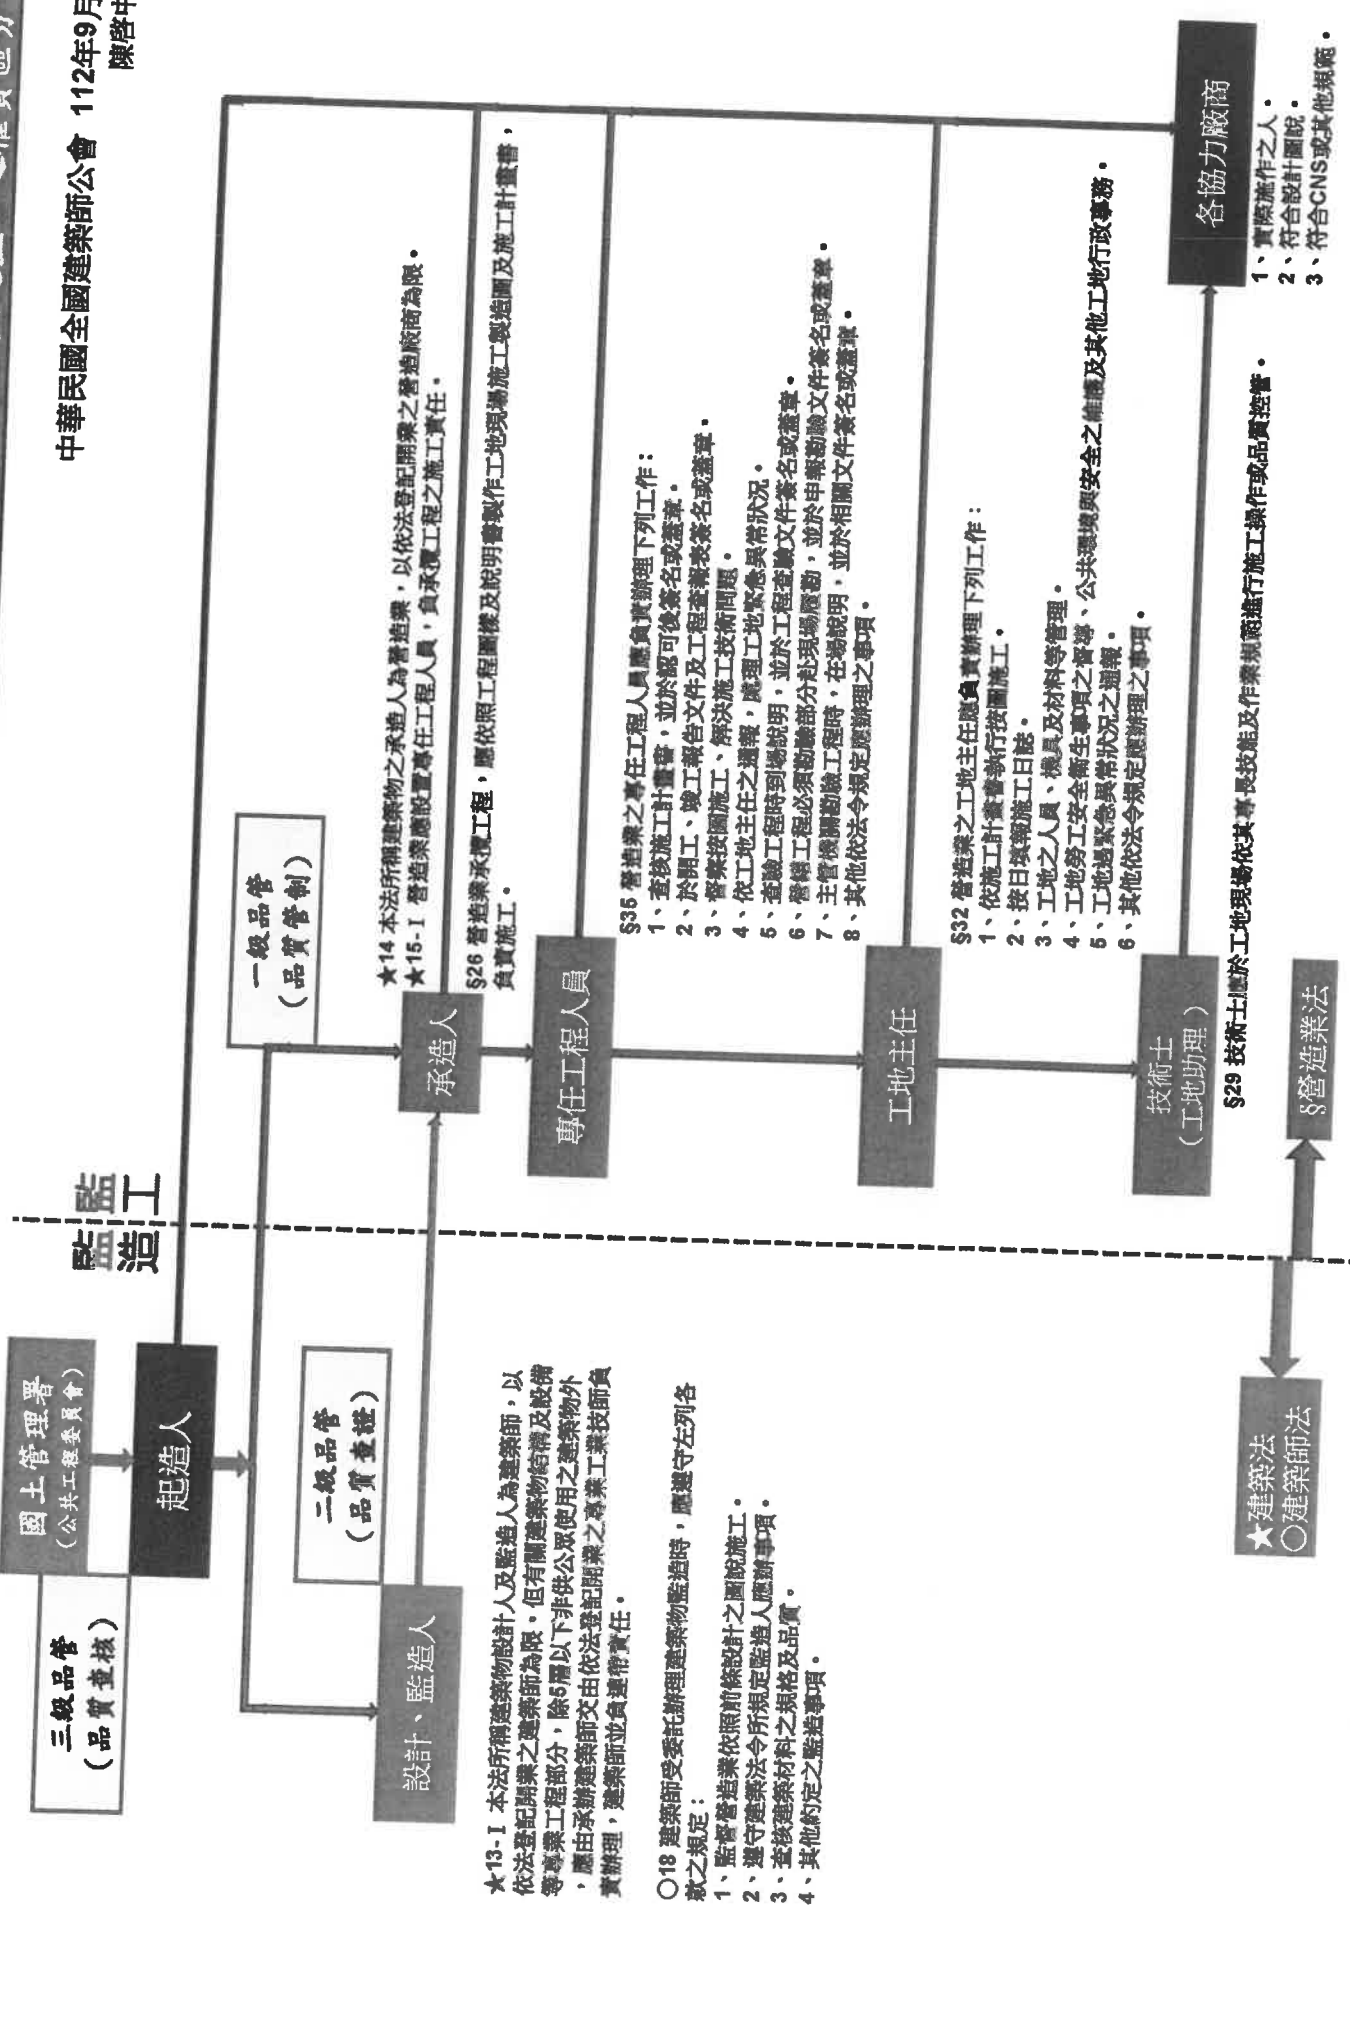 中華民國全國建築師公會 112年9月
陳啓中
監造
監工
國土管理署
(公共工程委員會)
三級品管
(品質查核)
起造人
一級品管
(品質管制)
二級品管
(品質查證)
設計、監造人
★13-I 本法所稱建築物設計人及監造人為建築師,以
依法登記開業之建築師為限。但有關建築物結構及設備
等專業工程部分,除5層以下非供公眾使用之建築物外
,應由承辦建築師交由依法登記開業之專業工業技師負
責辦理,建築師並負連帶責任。
○18 建築師受委託辦理建築物監造時,應遵守左列各
款之規定:
1、監督營造業依照前條設計之圖說施工。
2、遵守建築法令所規定監造人應辦事項。
3、查核建築材料之規格及品質。
4、其他約定之監造事項。
★14 本法所稱建築物之承造人為營造業,以依法登記開業之營造廠商為限。
★15-I 營造業應設置專任工程人員,負承攬工程之施工責任。
承造人
§26 營造業承攬工程,應依照工程圖樣及說明書製作工地現場施工製造圖及施工計畫書,
負責施工。
專任工程人員
§35 營造業之專任工程人員應負責辦理下列工作:
1、查核施工計畫書,並於認可後簽名或蓋章。
2、於開工、竣工報告文件及工程查報表簽名或蓋章。
3、督察按圖施工、解決施工技術問題。
4、依工地主任之通報,處理工地緊急異常狀況。
5、查驗工程時到場說明,並於工程查驗文件簽名或蓋章。
6、營繕工程必須勘驗部分赴現場履勘,並於申報勘驗文件簽名或蓋章。
7、主管機關勘驗工程時,在場說明,並於相關文件簽名或蓋章。
8、其他依法令規定應辦理之事項。
工地主任
§32 營造業之工地主任應負責辦理下列工作:
1、依施工計畫書執行按圖施工。
2、按日填報施工日誌。
3、工地之人員、機具及材料等管理。
4、工地勞工安全衛生事項之督導、公共環境與安全之維護及其他工地行政事務。
5、工地遇緊急異常狀況之通報。
6、其他依法令規定應辦理之事項。
技術士
(工地助理)
§29 技術士應於工地現場依其專長技能及作業規範進行施工操作或品質控管。
各協力廠商
1、實際施作之人。
2、符合設計圖說。
3、符合CNS或其他規範。
★建築法
○建築師法
§營造業法